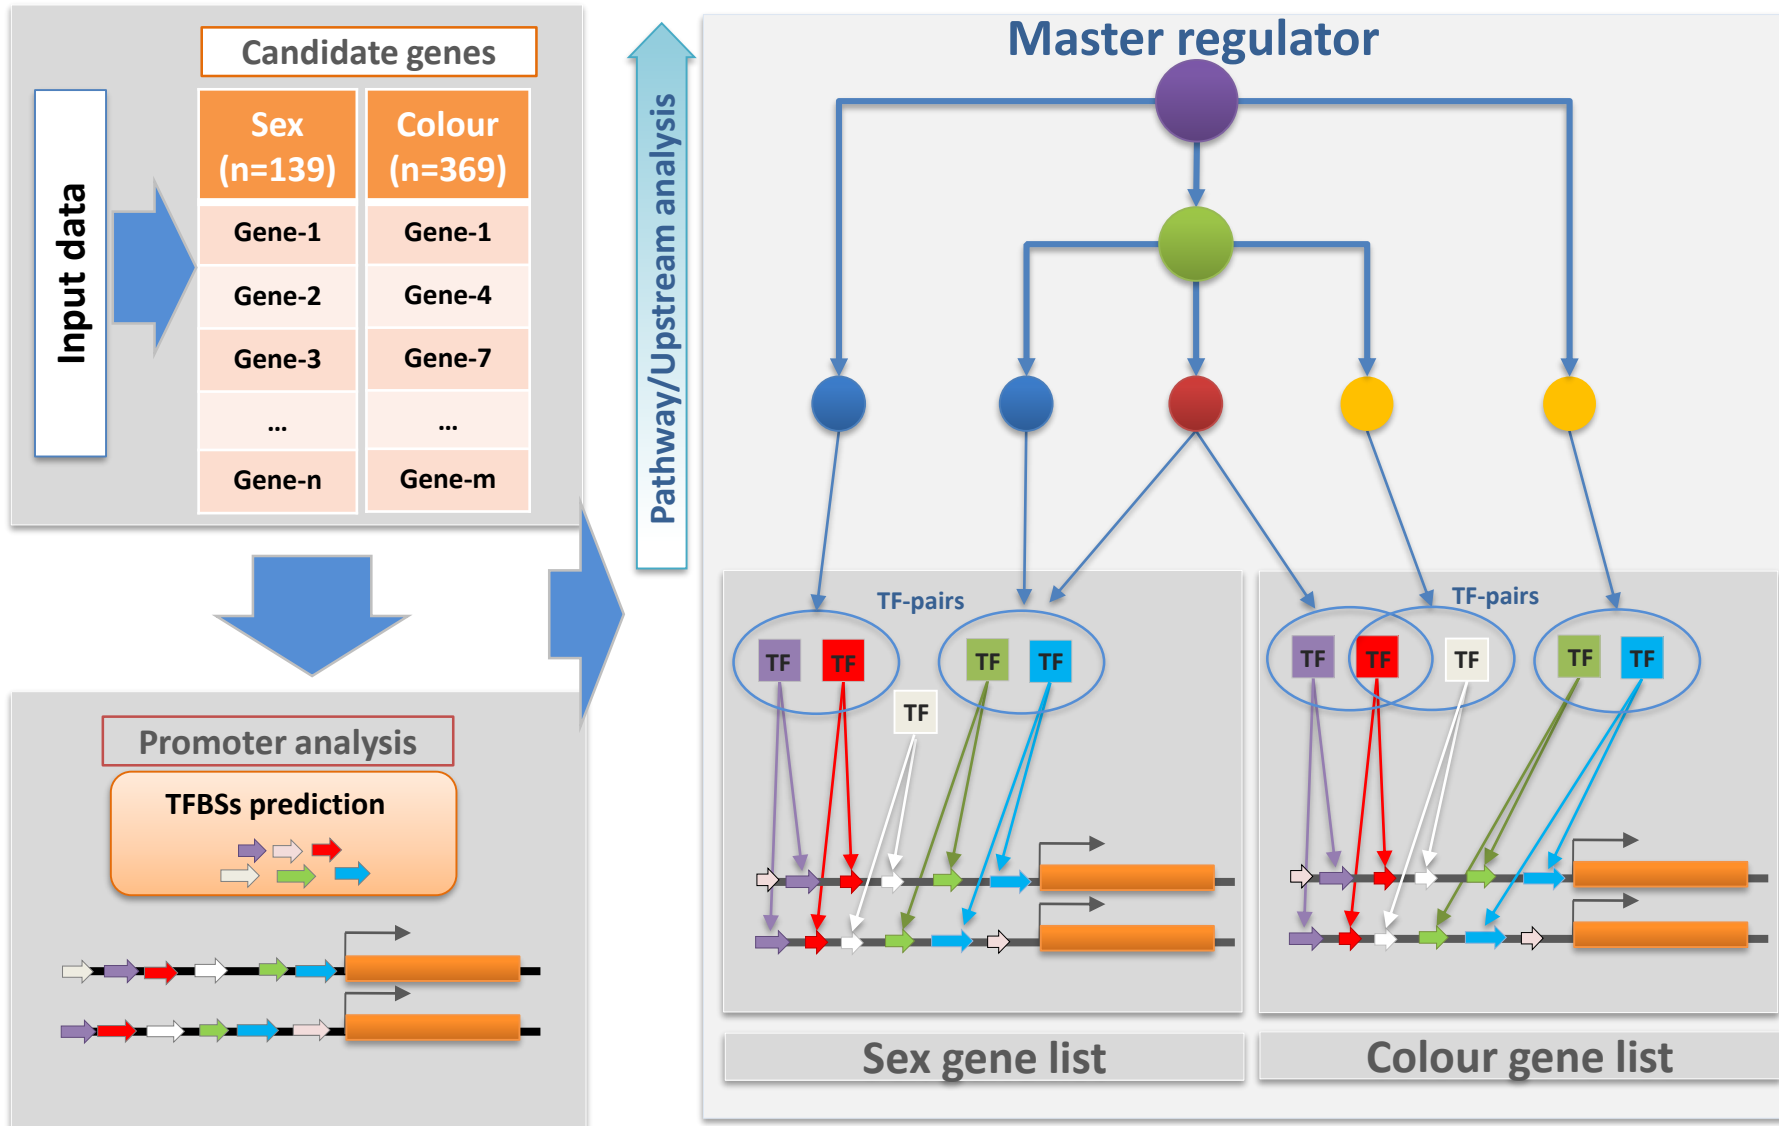 Candidate genes
Input data
Sex
(n=139)
Colour
(n=369)
Gene-1
Gene-1
Gene-2
Gene-4
Gene-3
Gene-7
...
...
Gene-n
Gene-m
Promoter analysis
TFBSs prediction
Pathway/Upstream analysis
Master regulator
TF-pairs
TF
TF
TF
TF
TF
TF-pairs
TF
TF
TF
TF
TF
Sex gene list
Colour gene list